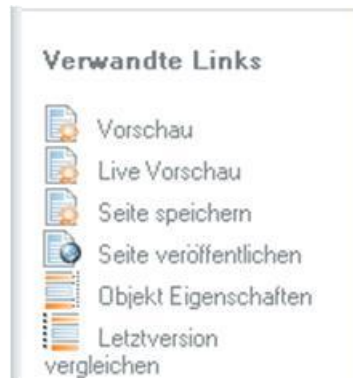 Verwandte Links
Vorschau
Live Vorschau
Seite speichern
Seite veröffentlichen
Objekt Eigenschaften
Letztversion
vergleichen